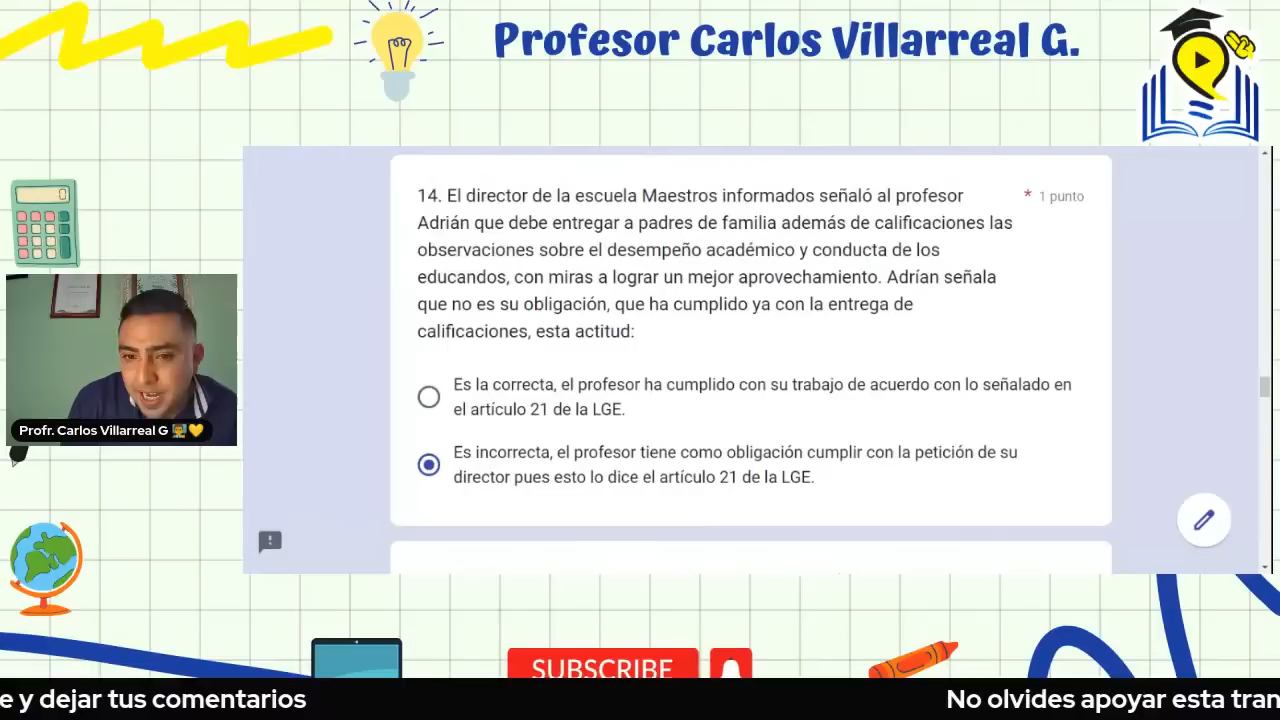 Profesor Carlos Villarreal G.
0
14. El director de la escuela Maestros informados señaló al profesor
* 1 punto
Adrián que debe entregar a padres de familia además de calificaciones las
observaciones sobre el desempeño académico y conducta de los
educandos, con miras a lograr un mejor aprovechamiento. Adrían señala
que no es su obligación, que ha cumplido ya con la entrega de
calificaciones, esta actitud:
Es la correcta, el profesor ha cumplido con su trabajo de acuerdo con lo señalado en
el artículo 21 de la LGE.
Es incorrecta, el profesor tiene como obligación cumplir con la petición de su
director pues esto lo dice el artículo 21 de la LGE.
Profr. Carlos Villarreal G
SUBSCRIBE
e y dejar tus comentarios
No olvides apoyar esta tran